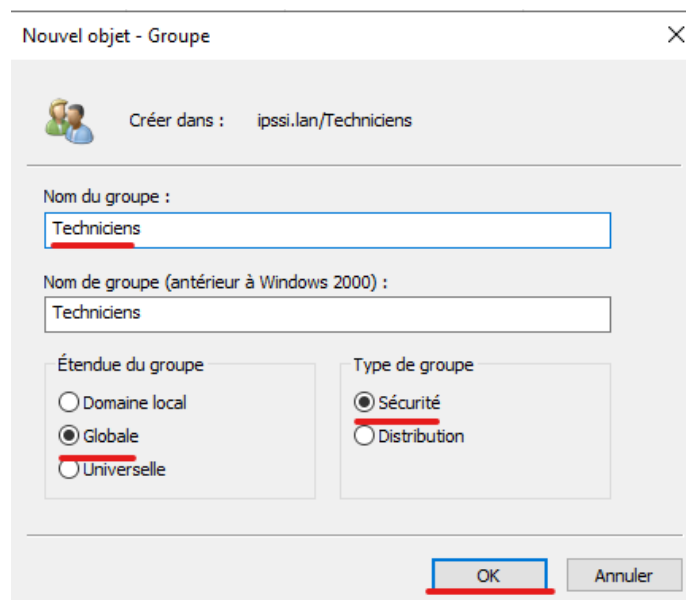 Nouvel objet - Groupe
Créer dans : ipssi.lan/Techniciens
Nom du groupe :
Techniciens
Nom de groupe (antérieur à Windows 2000) :
Techniciens
Étendue du groupe
Domaine local
Globale
Universelle
Type de groupe
Sécurité
Distribution
OK Annuler